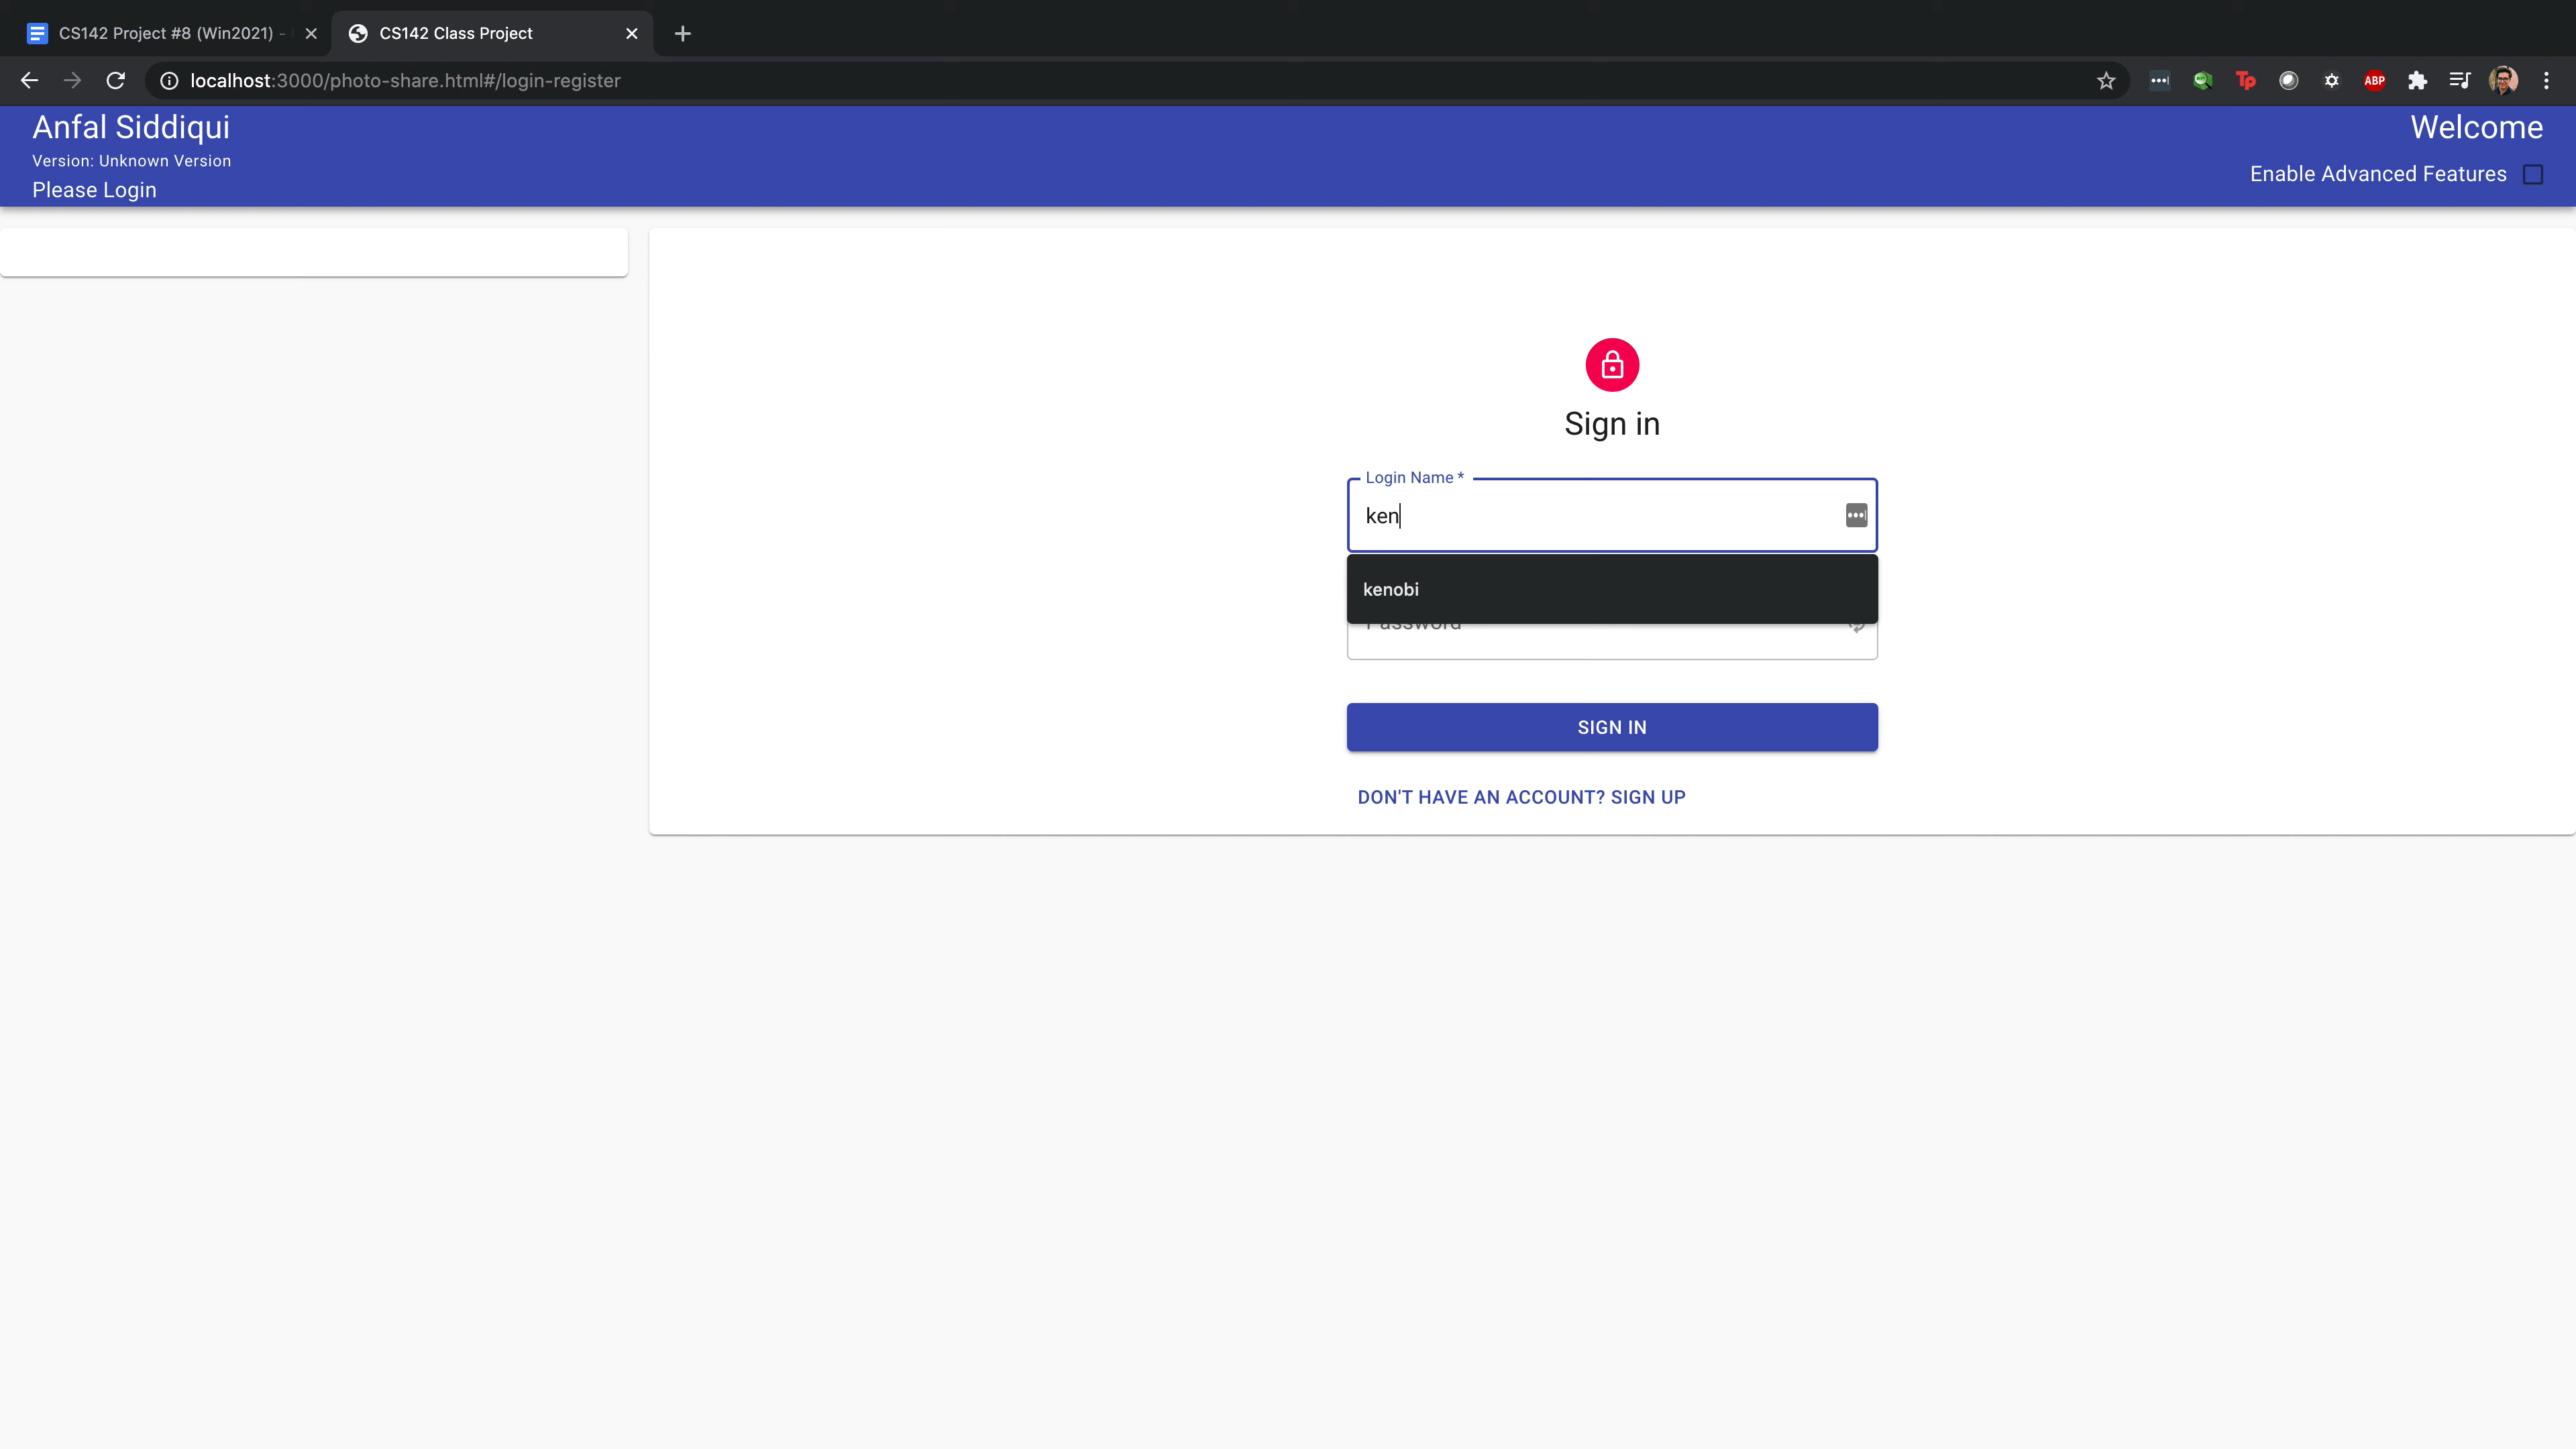 CS142 Project #8 (Win2021) -
CS142 Class Project
localhost:3000/photo-share.html#/login-register
Tp
ABP
Anfal Siddiqui
Welcome
Version: Unknown Version
Enable Advanced Features
Please Login
Sign in
Login Name *
ken
kenobi
Password
SIGN IN
DON'T HAVE AN ACCOUNT? SIGN UP